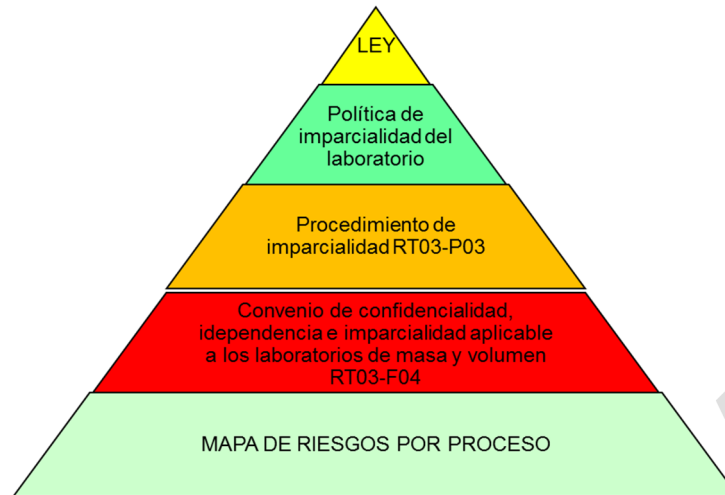 LEY
Política de
imparcialidad del
laboratorio
Procedimiento de
imparcialidad RT03-P03
Convenio de confidencialidad,
idependencia e imparcialidad aplicable
a los laboratorios de masa y volumen
RT03-F04
MAPA DE RIESGOS POR PROCESO